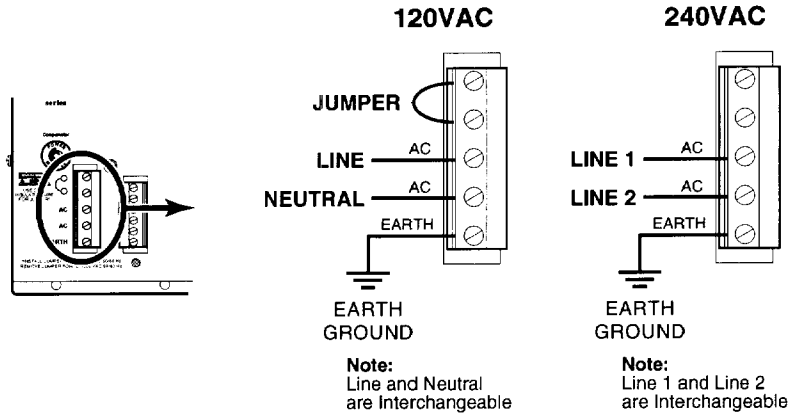 120VAC
240VAC
series
JUMPER
AC
LINE
AC
NEUTRAL
EARTH
EARTH
GROUND
Note:
Line and Neutral
are Interchangeable
AC
LINE 1
AC
LINE 2
EARTH
EARTH
GROUND
Note:
Line 1 and Line 2
are Interchangeable
POWER
AC
AC